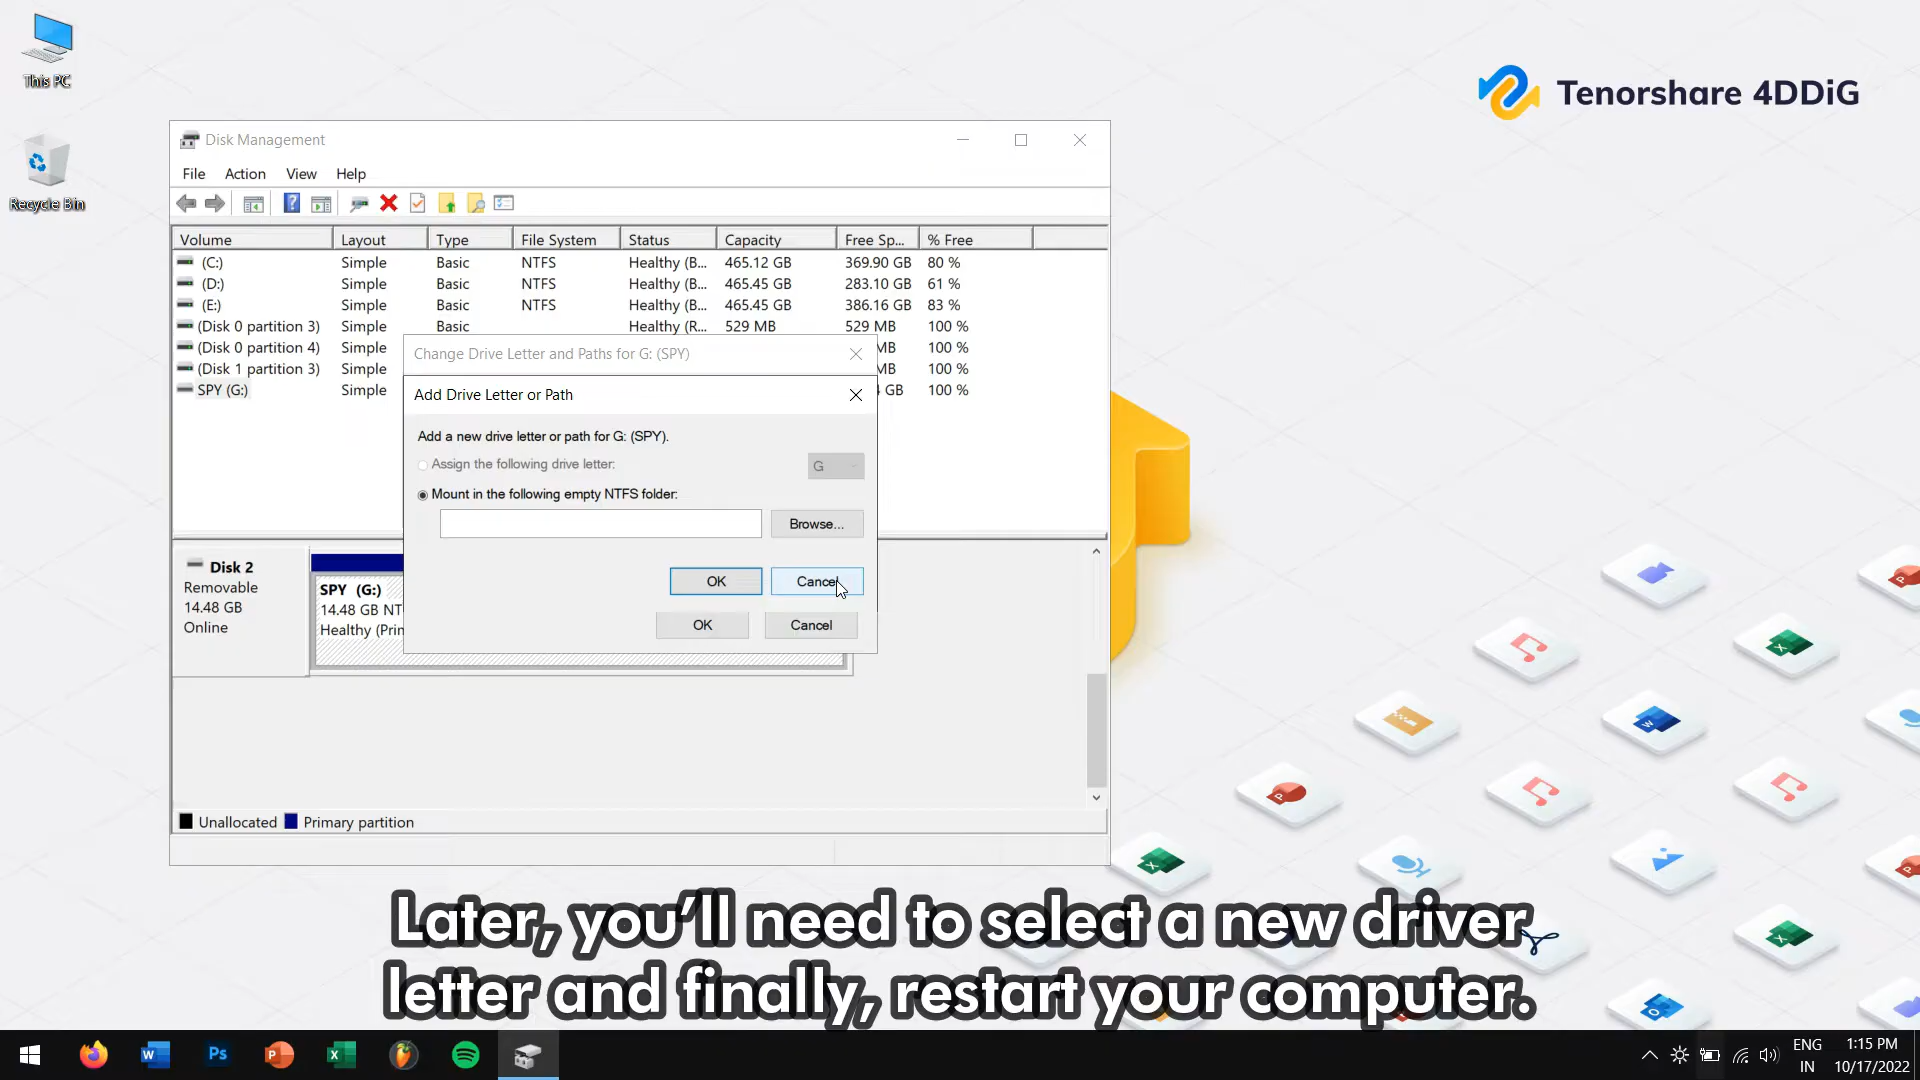 This PC
Recycle Bin
Tenorshare 4DDiG
Disk Management
File Action View Help
Volume Layout Type File System Status Capacity Free Sp... % Free
(C:) Simple Basic NTFS Healthy (B... 465.12 GB 369.90 GB 80 %
(D:) Simple Basic NTFS Healthy (B... 465.45 GB 283.10 GB 61 %
(E:) Simple Basic NTFS Healthy (B... 465.45 GB 386.16 GB 83 %
(Disk 0 partition 3) Simple Basic Healthy (R... 529 MB 529 MB 100 %
(Disk 0 partition 4) Simple MB 100 %
(Disk 1 partition 3) Simple 100 %
SPY (G:) Simple GB 100 %
Change Drive Letter and Paths for G: (SPY)
Add Drive Letter or Path
Add a new drive letter or path for G: (SPY).
Assign the following drive letter: G
Mount in the following empty NTFS folder:
Browse...
OK Cancel
OK Cancel
Disk 2
Removable
14.48 GB
Online
SPY (G:)
14.48 GB NT
Healthy (Prin
Unallocated Primary partition
Later, you'll need to select a new driver
letter and finally, restart your computer.
ENG
IN
1:15 PM
10/17/2022